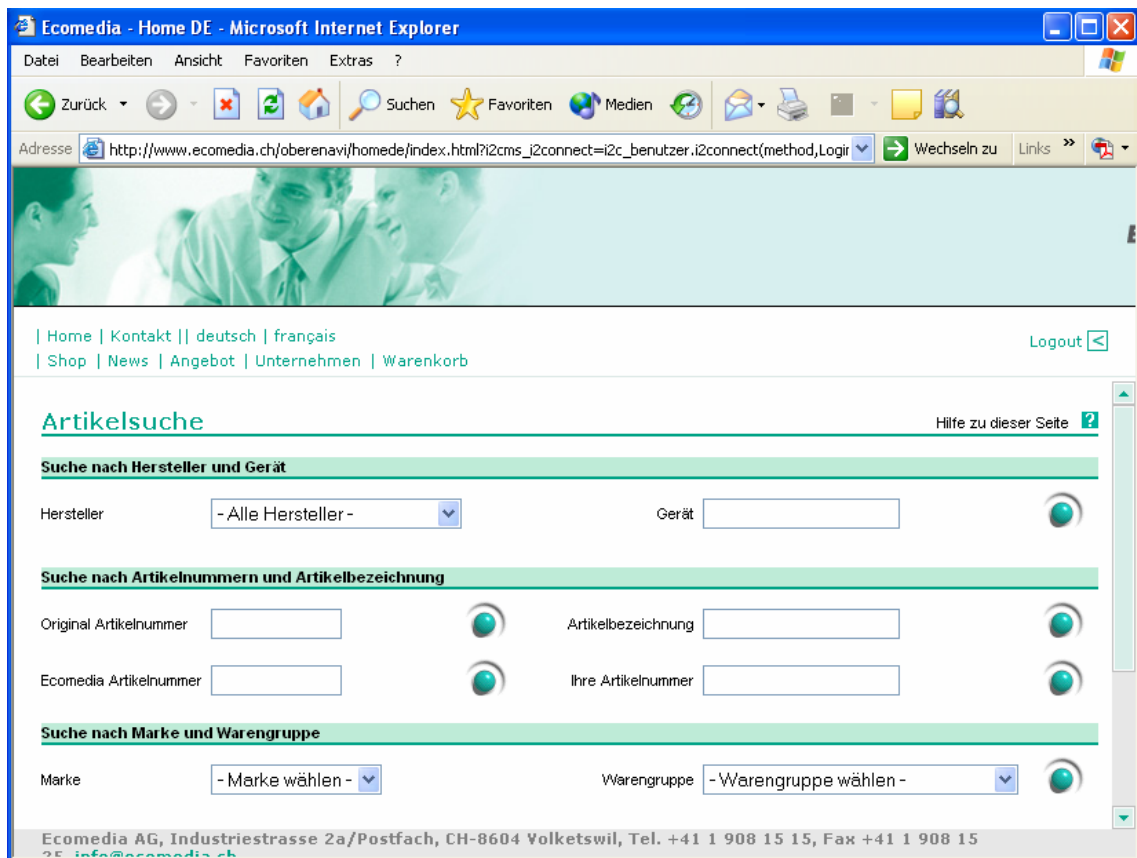 Ecomedia - Home DE - Microsoft Internet Explorer
Datei Bearbeiten Ansicht Favoriten Extras ?
Zurück Suchen Favoriten Medien
Adresse http://www.ecomedia.ch/oberenavi/homede/index.html?i2cms_i2connect=i2c_benutzer.i2connect(method,Login Wechseln zu Links »
E
| Home | Kontakt || deutsch | français
Logout <
| Shop | News | Angebot | Unternehmen | Warenkorb
Artikelsuche Hilfe zu dieser Seite ?
Suche nach Hersteller und Gerät
Hersteller - Alle Hersteller - Gerät
Suche nach Artikelnummern und Artikelbezeichnung
Original Artikelnummer Artikelbezeichnung
Ecomedia Artikelnummer Ihre Artikelnummer
Suche nach Marke und Warengruppe
Marke - Marke wählen - Warengruppe - Warengruppe wählen -
Ecomedia AG, Industriestrasse 2a/Postfach, CH-8604 Volketswil, Tel. +41 1 908 15 15, Fax +41 1 908 15
25 info@ecomedia.ch